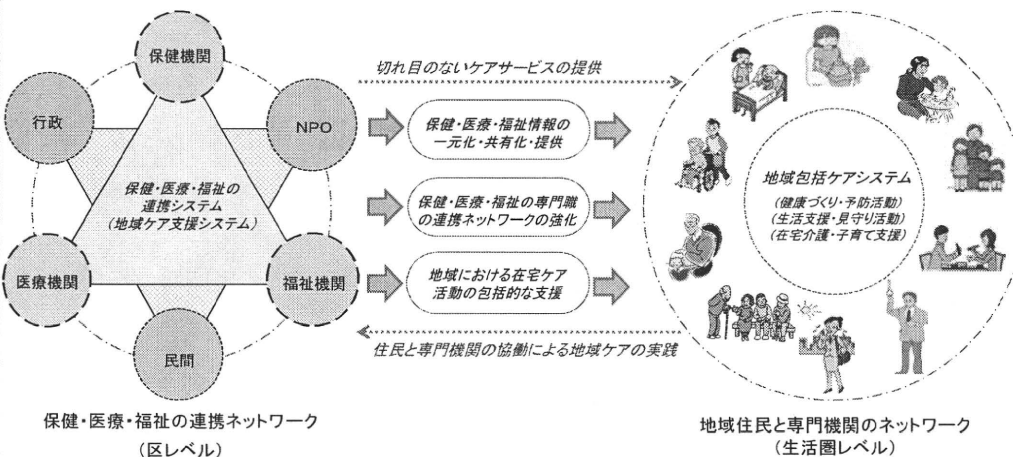 保健機関
行政
NPO
保健・医療・福祉の
連携システム
（地域ケア支援システム）
医療機関
福祉機関
民間
保健・医療・福祉の連携ネットワーク
（区レベル）
切れ目のないケアサービスの提供
保健・医療・福祉情報の
一元化・共有化・提供
保健・医療・福祉の専門職
の連携ネットワークの強化
地域における在宅ケア
活動の包括的な支援
住民と専門機関の協働による地域ケアの実践
地域包括ケアシステム
（健康づくり・予防活動）
（生活支援・見守り活動）
（在宅介護・子育て支援）
地域住民と専門機関のネットワーク
（生活圏レベル）